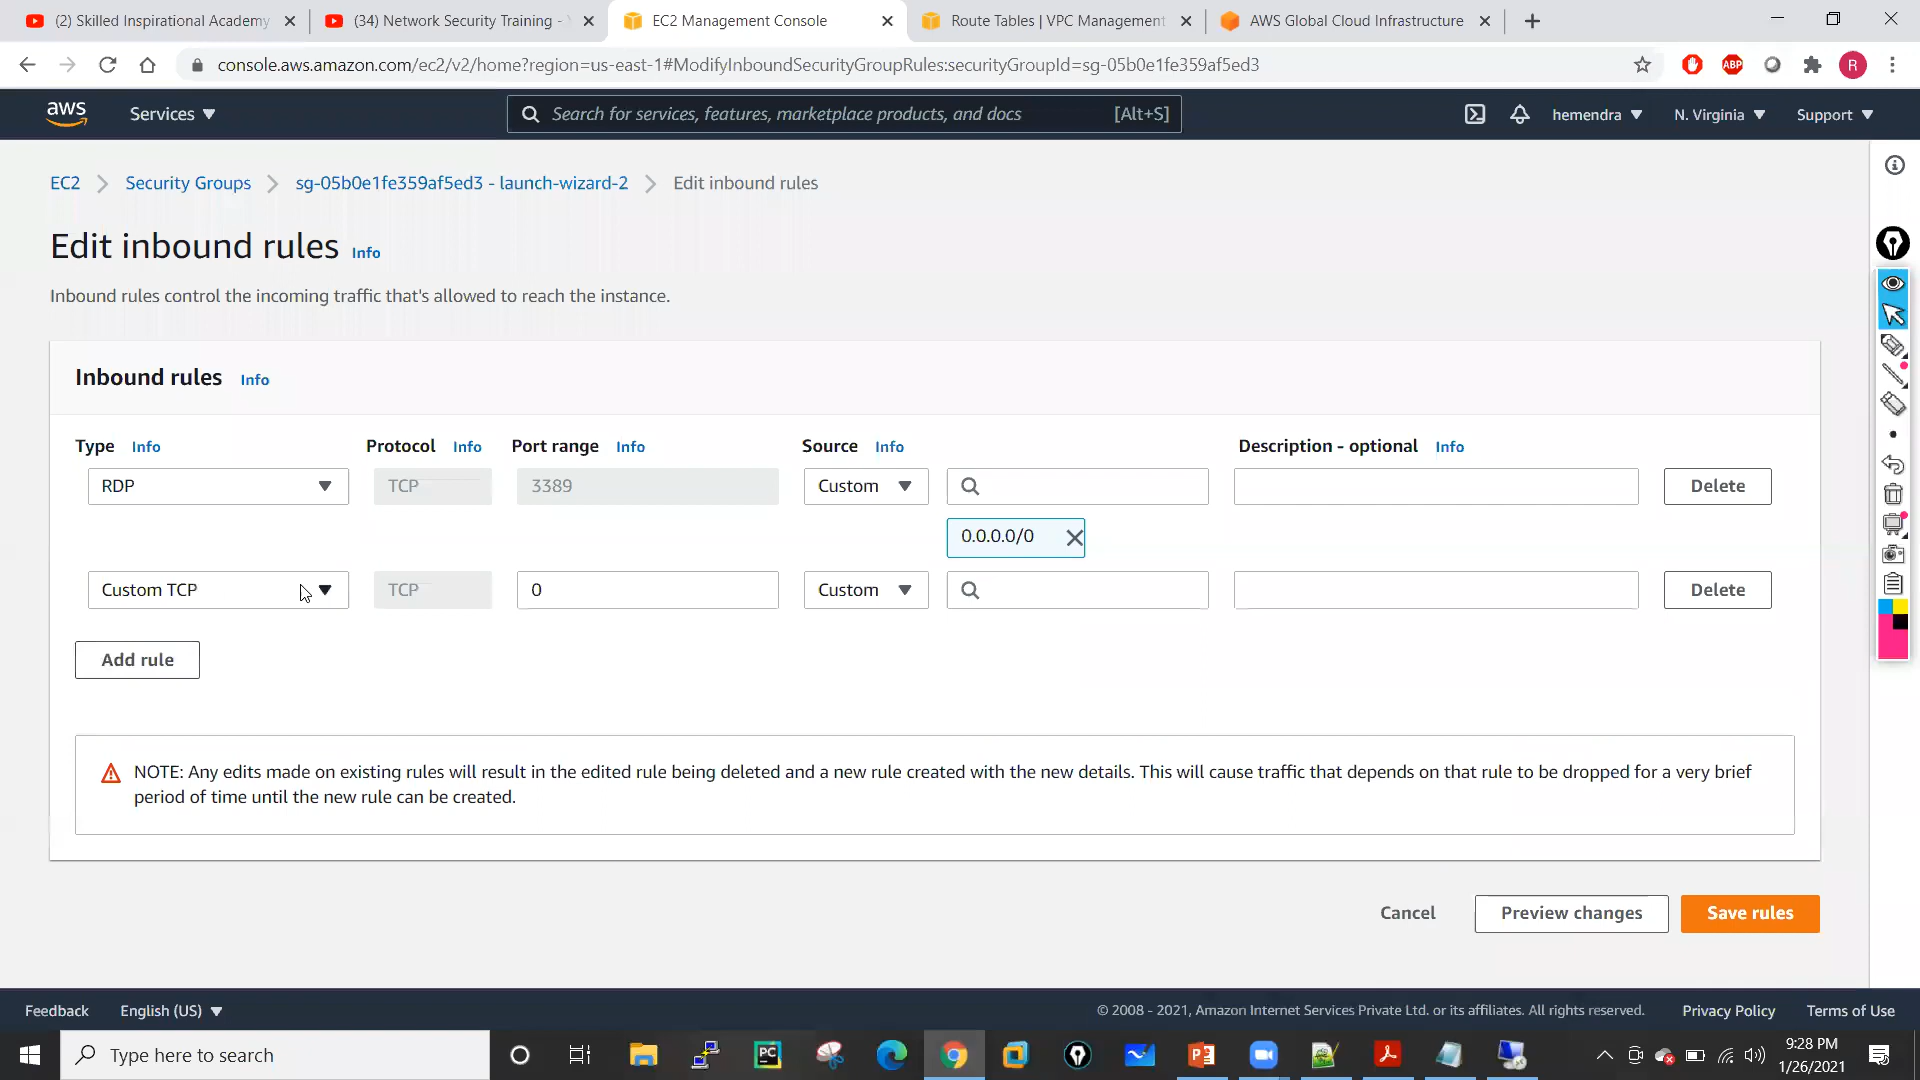 (2) Skilled Inspirational Academy
(34) Network Security Training -
EC2 Management Console
Route Tables | VPC Management
AWS Global Cloud Infrastructure
console.aws.amazon.com/ec2/v2/home?region=us-east-1#ModifyInboundSecurityGroupRules:securityGroupId=sg-05b0e1fe359af5ed3
ABP
R
aws
Services
Search for services, features, marketplace products, and docs
[Alt+S]
hemendra
N. Virginia
Support
EC2
Security Groups
sg-05b0e1fe359af5ed3 - launch-wizard-2
Edit inbound rules
Edit inbound rules Info
Inbound rules control the incoming traffic that's allowed to reach the instance.
Inbound rules Info
Type Info
Protocol Info
Port range Info
Source Info
Description - optional Info
RDP
TCP
3389
Custom
Delete
0.0.0.0/0
Custom TCP
TCP
0
Custom
Delete
Add rule
NOTE: Any edits made on existing rules will result in the edited rule being deleted and a new rule created with the new details. This will cause traffic that depends on that rule to be dropped for a very brief
period of time until the new rule can be created.
Cancel
Preview changes
Save rules
Feedback
English (US)
© 2008 - 2021, Amazon Internet Services Private Ltd. or its affiliates. All rights reserved.
Privacy Policy
Terms of Use
Type here to search
PC
9:28 PM
1/26/2021